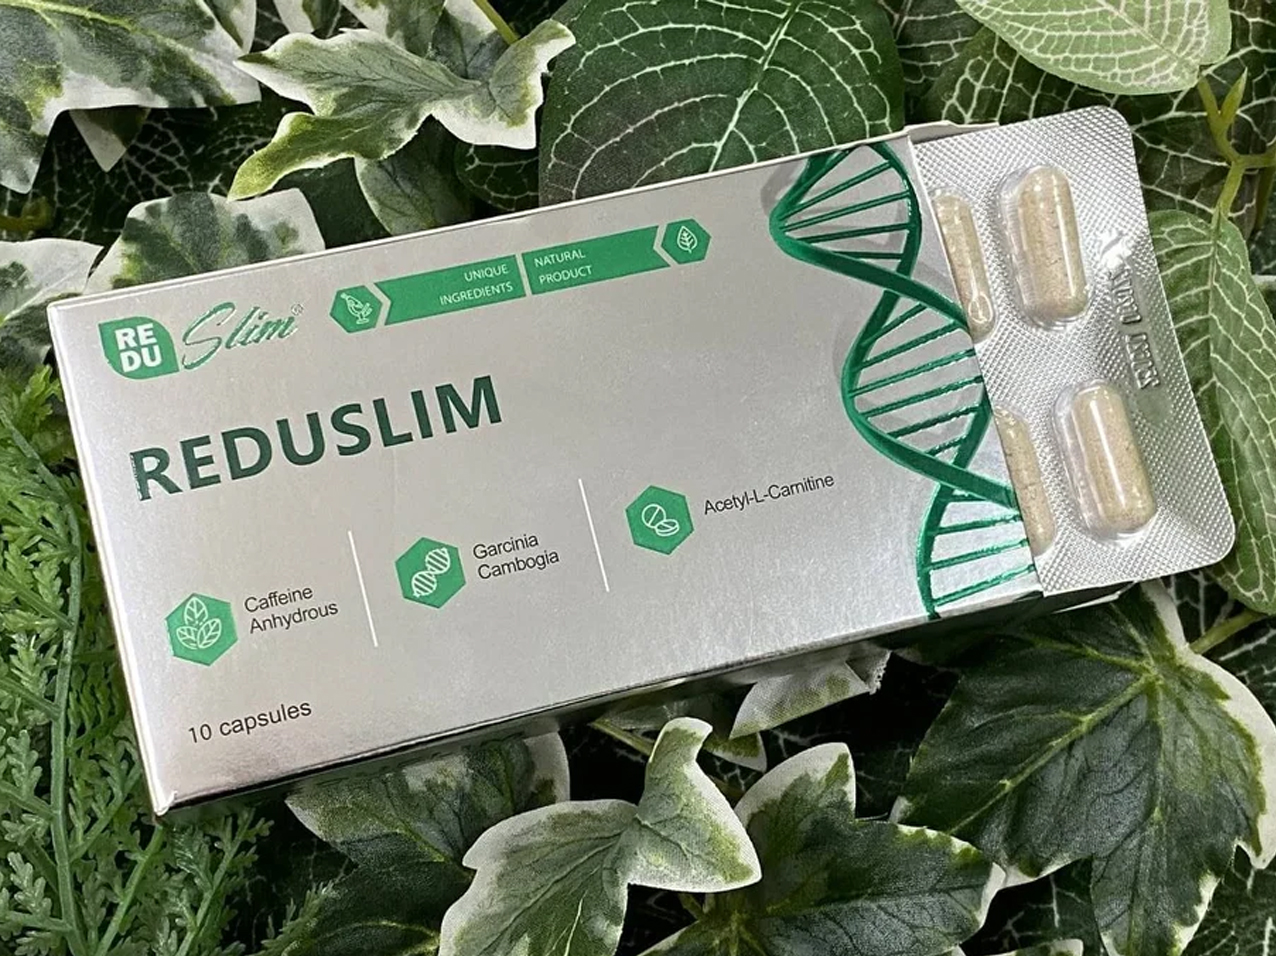 RE
DU
Slim®
UNIQUE
INGREDIENTS
NATURAL
PRODUCT
REDUSLIM
Caffeine
Anhydrous
Garcinia
Cambogia
Acetyl-L-Carnitine
10 capsules